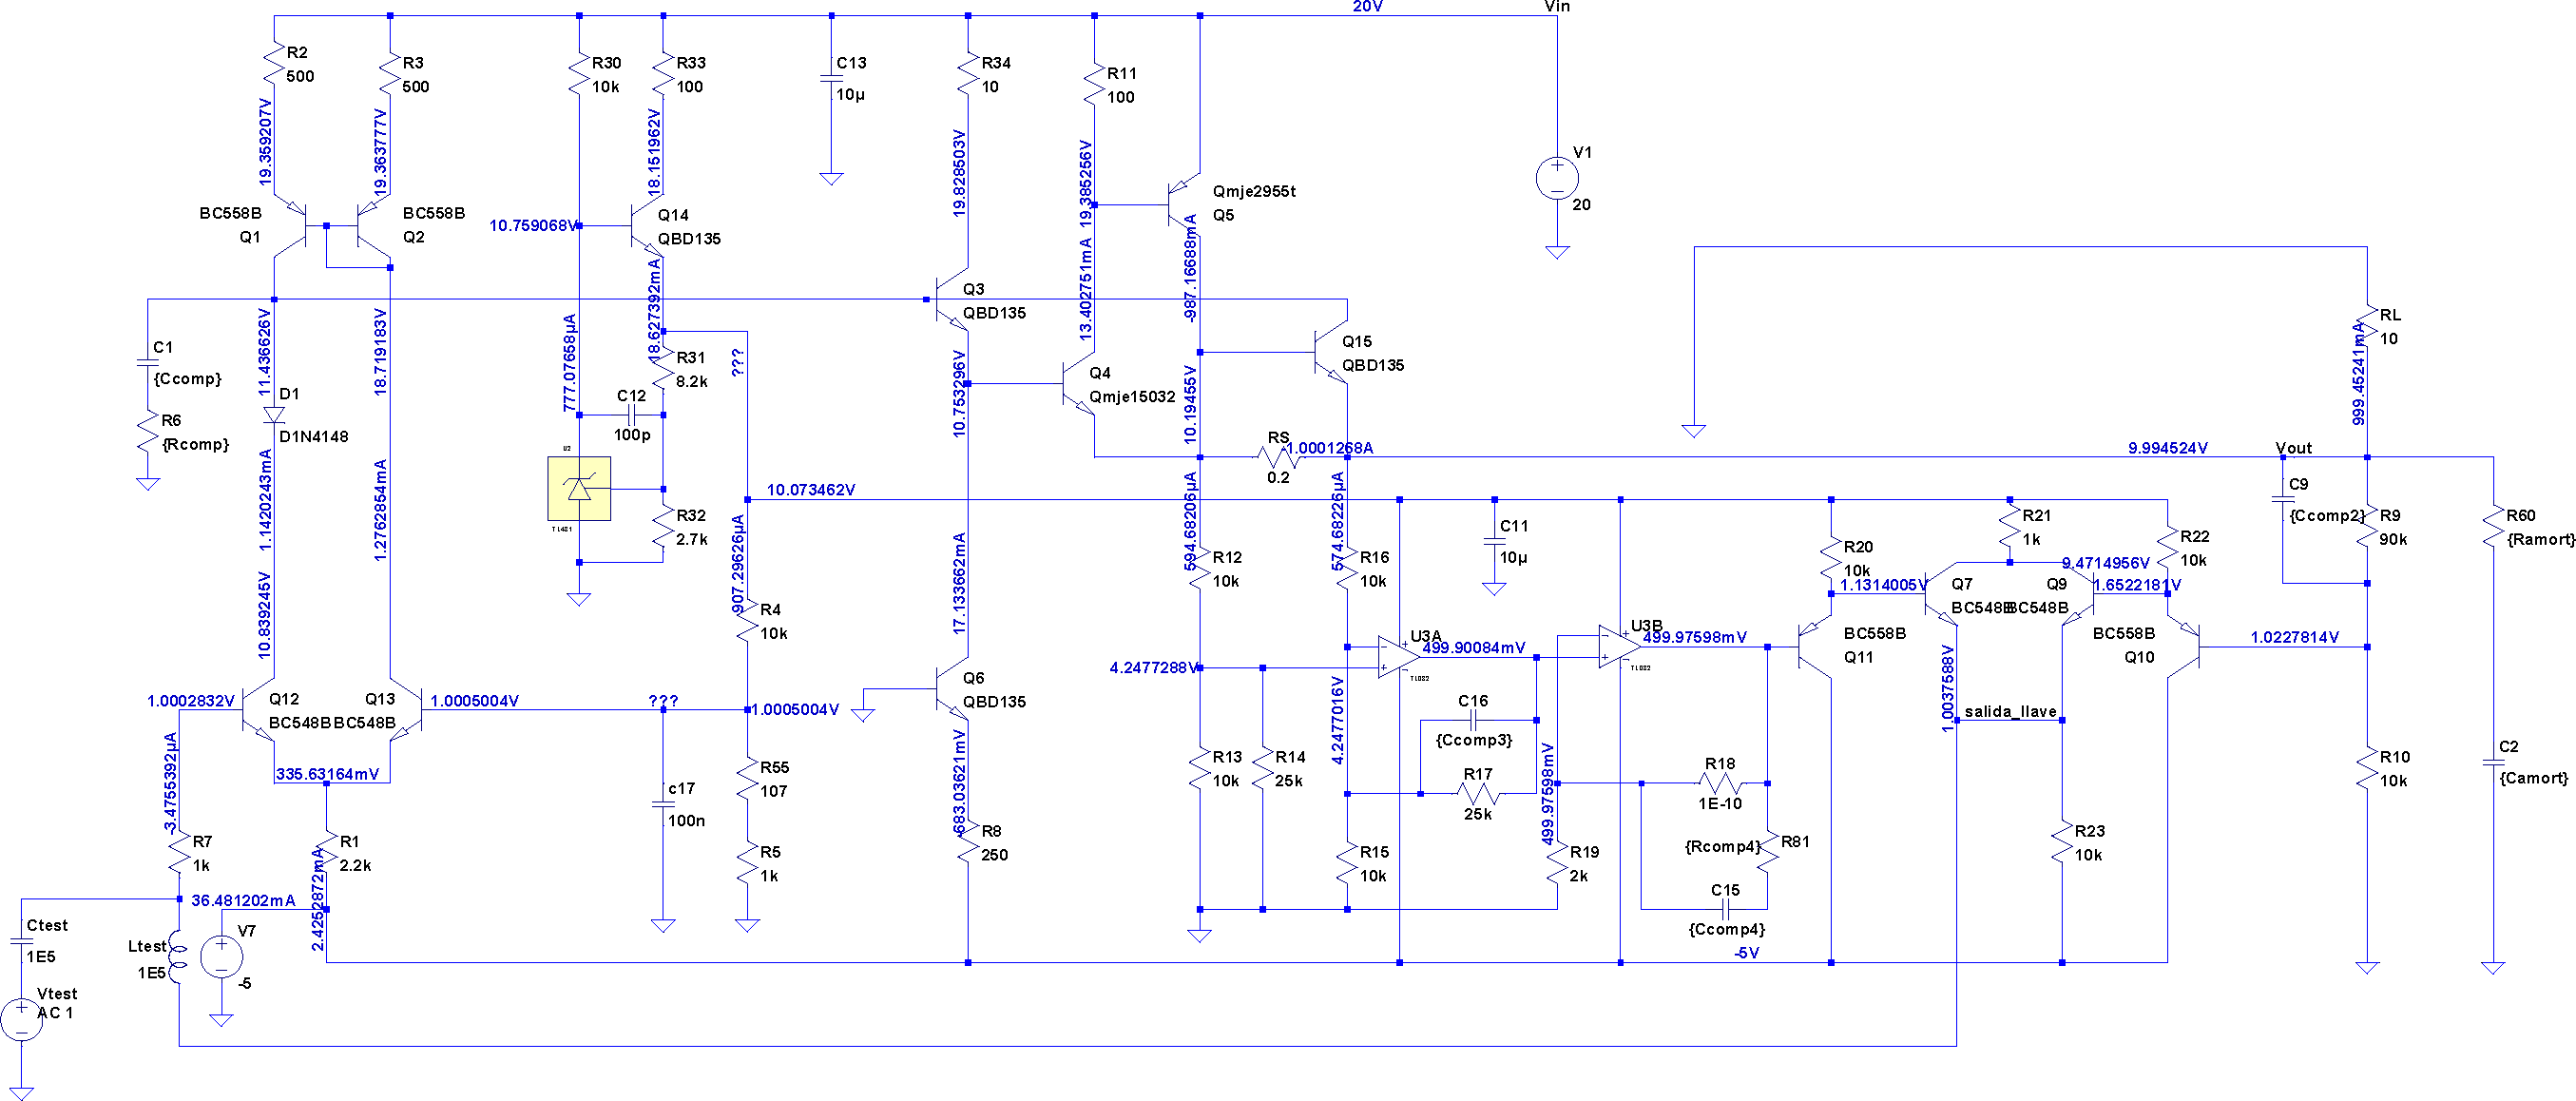 20V
Vin
R2
500
R3
500
R30
10k
R33
100
C13
10µ
R34
10
R11
100
V1
20
19.359207V
19.363777V
18.151962V
19.828503V
19.385256V
BC558B
Q1
BC558B
Q2
10.759068V
Q14
QBD135
Qmje2955t
Q5
18.627392mA
13.402751mA
-987.16688mA
Q3
QBD135
11.436626V
18.719183V
777.07658µA
???
R31
8.2k
C1
{Ccomp}
R6
{Rcomp}
D1
D1N4148
C12
100p
10.753296V
Q4
Qmje15032
10.19455V
Q15
QBD135
RL
10
999.45241mA
U2
TL431
R32
2.7k
RS
0.2
1.0001268A
9.994524V
Vout
1.1420243mA
1.2762854mA
10.073462V
C9
{Ccomp2}
R9
90k
R60
{Ramort}
907.29626µA
17.133662mA
594.68206µA
574.68226µA
R12
10k
R16
10k
C11
10µ
R20
10k
R21
1k
R22
10k
9.4714956V
1.1314005V
Q7
BC548B
Q9
BC548B
1.6522181V
10.839245V
R4
10k
U3A
499.90084mV
TL082
U3B
499.97598mV
TL082
BC558B
Q11
BC558B
Q10
1.0227814V
4.2477288V
4.2477016V
1.0002832V
Q12
BC548B
Q13
BC548B
1.0005004V
???
1.0005004V
Q6
QBD135
C16
{Ccomp3}
1.0037588V
salida_llave
335.63164mV
R55
107
c17
100n
R13
10k
R14
25k
R17
25k
499.97598mV
R18
1E-10
R10
10k
C2
{Camort}
-3.4755392µA
-683.03621mV
R7
1k
R1
2.2k
R5
1k
R8
250
R15
10k
R19
2k
{Rcomp4}
R81
R23
10k
36.481202mA
2.4252872mA
C15
{Ccomp4}
Ctest
1E5
Ltest
1E5
V7
-5
-5V
Vtest
AC 1